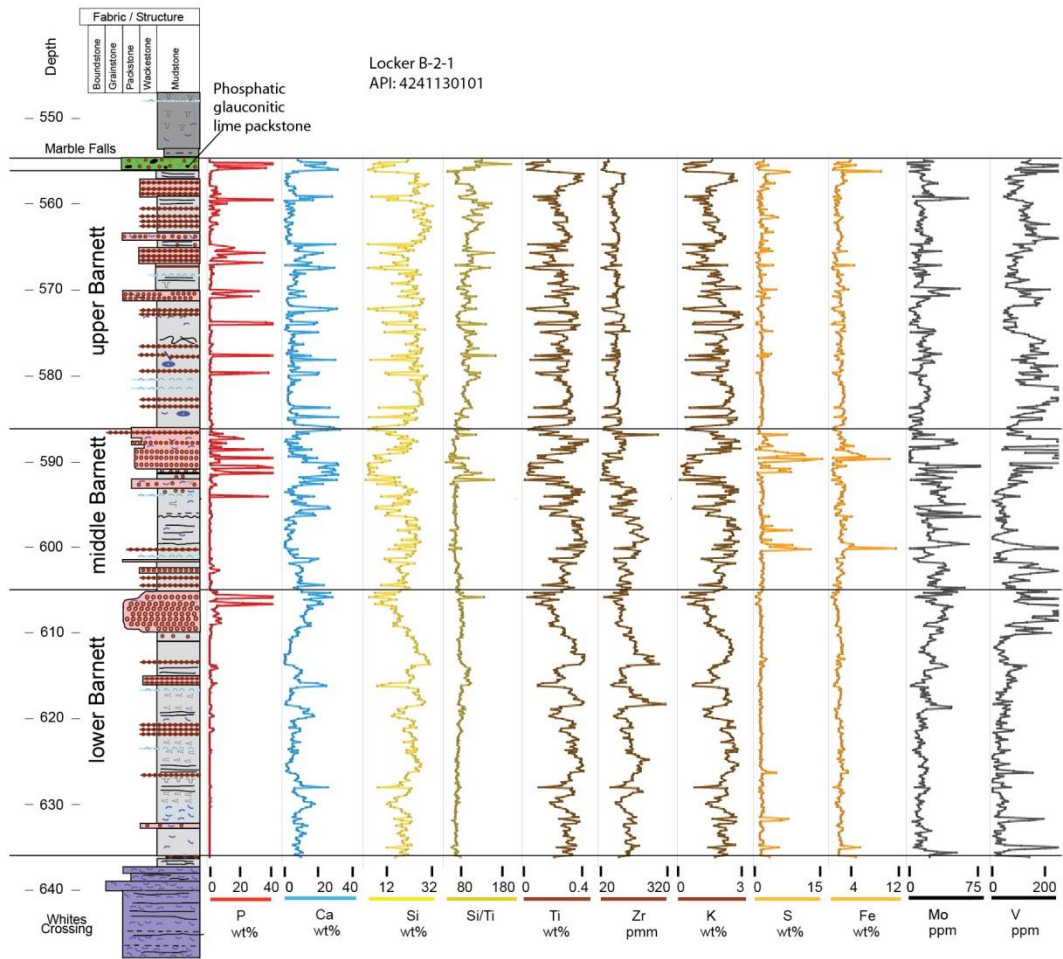 Fabric / Structure
Depth
Boundstone
Grainstone
Packstone
Wackestone
Mudstone
Locker B-2-1
API: 4241130101
Phosphatic
glauconitic
lime packstone
550
Marble Falls
560
570
580
590
600
610
620
630
640
upper Barnett
middle Barnett
lower Barnett
Whites
Crossing
0 20 40
P
wt%
0 20 40
Ca
wt%
12 32
Si
wt%
80 180
Si/Ti
0 0.4
Ti
wt%
20 320
Zr
pmm
0 3
K
wt%
0 15
S
wt%
4 12
Fe
wt%
0 75
Mo
ppm
0 200
V
ppm